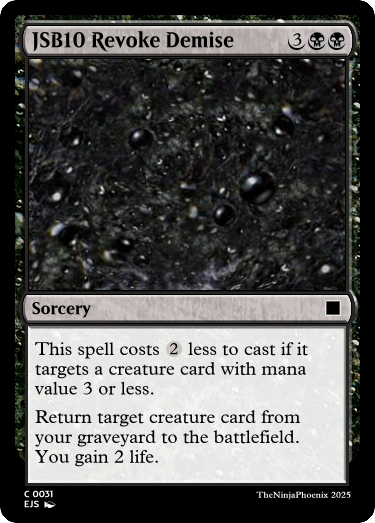 JSB10 Revoke Demise 3
Sorcery
This spell costs 2 less to cast if it
targets a creature card with mana
value 3 or less.
Return target creature card from
your graveyard to the battlefield.
You gain 2 life.
C 0031
EJS
TheNinjaPhoenix 2025